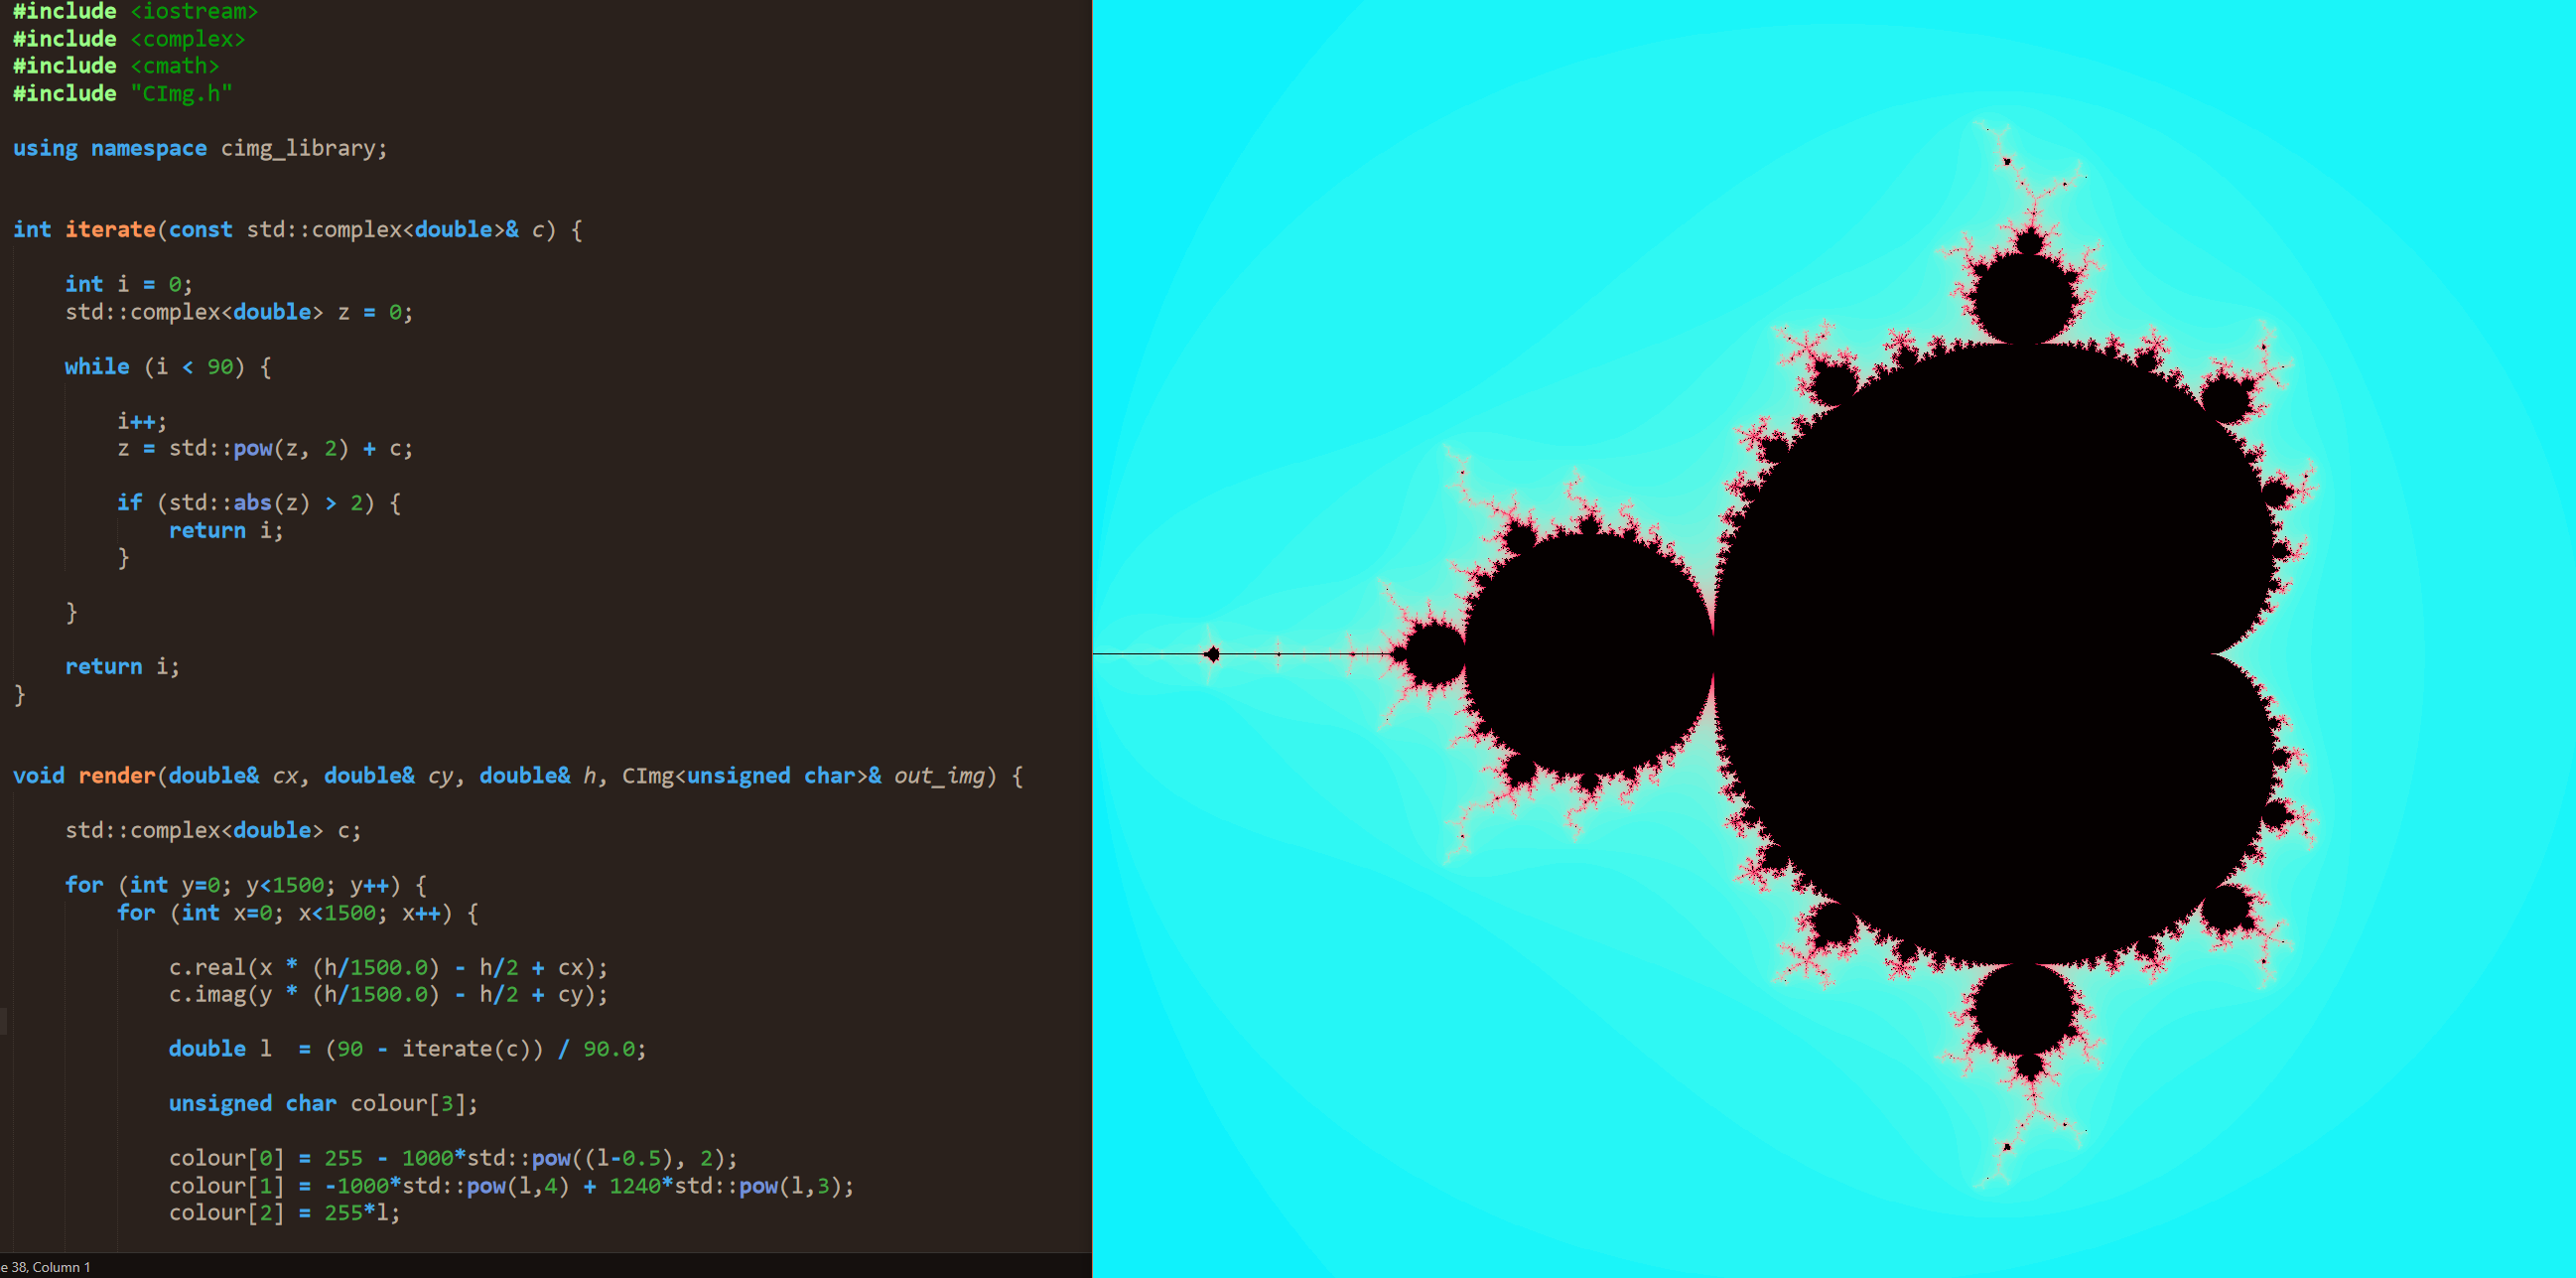 #include <iostream>
#include <complex>
#include <cmath>
#include "CImg.h"
using namespace cimg_library;
int iterate(const std::complex<double>& c) {
int i = 0;
std::complex<double> z = 0;
while (i < 90) {
i++;
z = std::pow(z, 2) + c;
if (std::abs(z) > 2) {
return i;
}
}
return i;
}
void render(double& cx, double& cy, double& h, CImg<unsigned char>& out_img) {
std::complex<double> c;
for (int y=0; y<1500; y++) {
for (int x=0; x<1500; x++) {
c.real(x * (h/1500.0) - h/2 + cx);
c.imag(y * (h/1500.0) - h/2 + cy);
double l  = (90 - iterate(c)) / 90.0;
unsigned char colour[3];
colour[0] = 255 - 1000*std::pow((l-0.5), 2);
colour[1] = -1000*std::pow(l,4) + 1240*std::pow(l,3);
colour[2] = 255*l;
e 38, Column 1